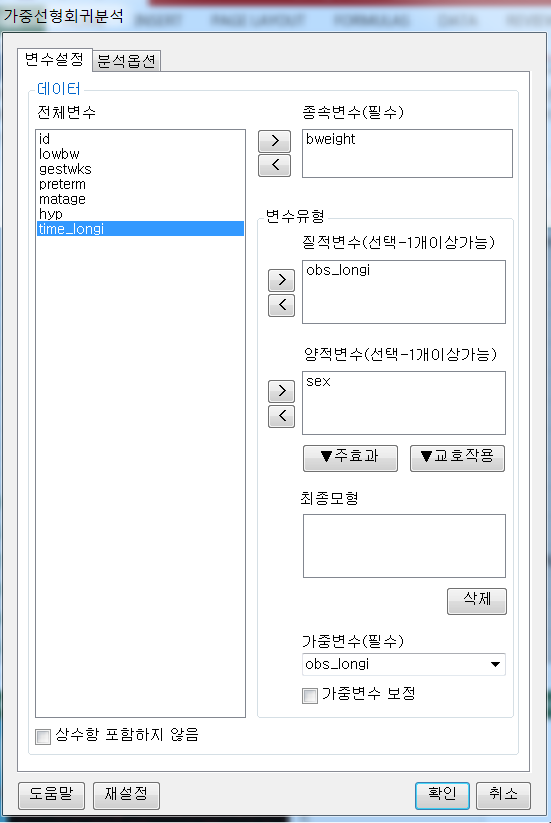 가중선형회귀분석
INSERT PAGE LAYOUT FORMULAS DATA REVIEW
변수설정 분석옵션
데이터
전체변수
id
lowbw
gestwks
preterm
matage
hyp
time_longi
> 
<
종속변수(필수)
bweight
변수유형
질적변수(선택-1개이상가능)
>
<
obs_longi
양적변수(선택-1개이상가능)
>
<
sex
▼주효과 ▼교호작용
최종모형
삭제
가중변수(필수)
obs_longi
가중변수 보정
상수항 포함하지 않음
도움말 재설정 확인 취소